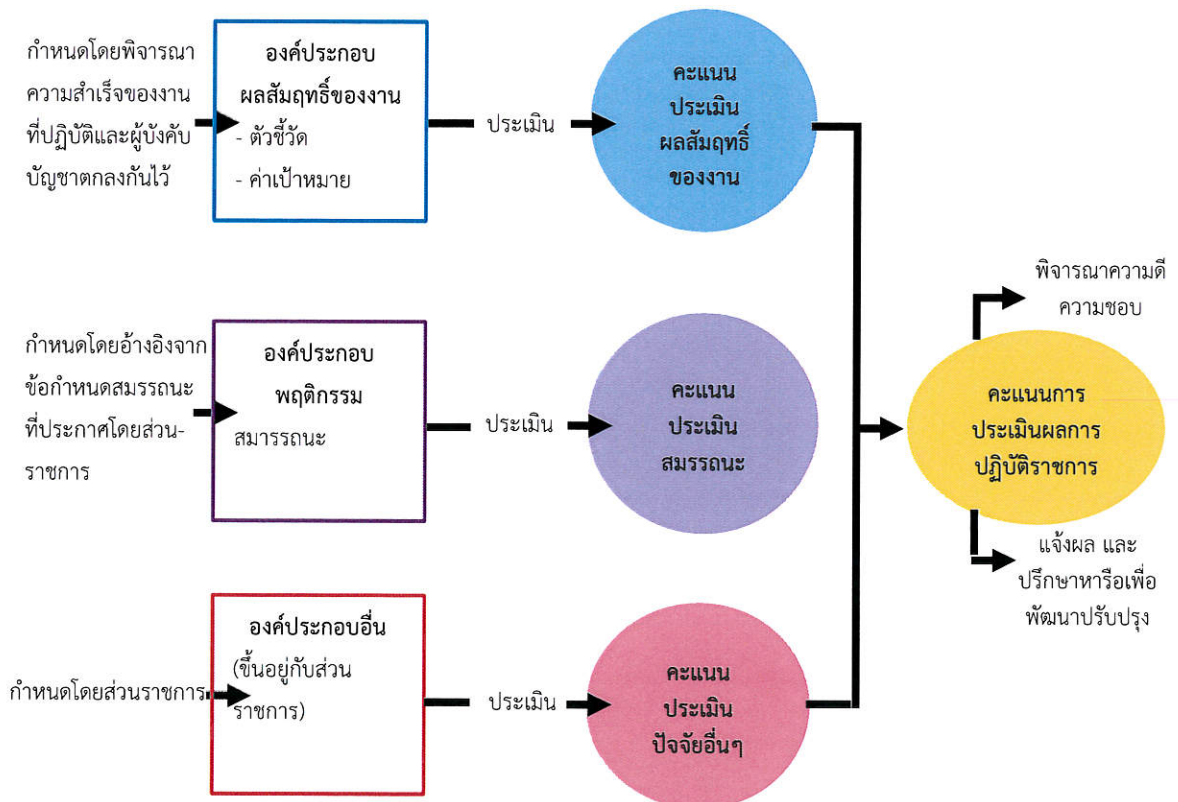 กำหนดโดยพิจารณา
ความสำเร็จของงาน
ที่ปฏิบัติและผู้บังคับ
บัญชาตกลงกันไว้
องค์ประกอบ
ผลสัมฤทธิ์ของงาน
- ตัวชี้วัด
- ค่าเป้าหมาย
ประเมิน
คะแนน
ประเมิน
ผลสัมฤทธิ์
ของงาน
กำหนดโดยอ้างอิงจาก
ข้อกำหนดสมรรถนะ
ที่ประกาศโดยส่วน-
ราชการ
องค์ประกอบ
พฤติกรรม
สมารรถนะ
ประเมิน
คะแนน
ประเมิน
สมรรถนะ
กำหนดโดยส่วนราชการ
องค์ประกอบอื่น
(ขึ้นอยู่กับส่วน
ราชการ)
ประเมิน
คะแนน
ประเมิน
ปัจจัยอื่นๆ
พิจารณาความดี
ความชอบ
คะแนนการ
ประเมินผลการ
ปฏิบัติราชการ
แจ้งผล และ
ปรึกษาหารือเพื่อ
พัฒนาปรับปรุง